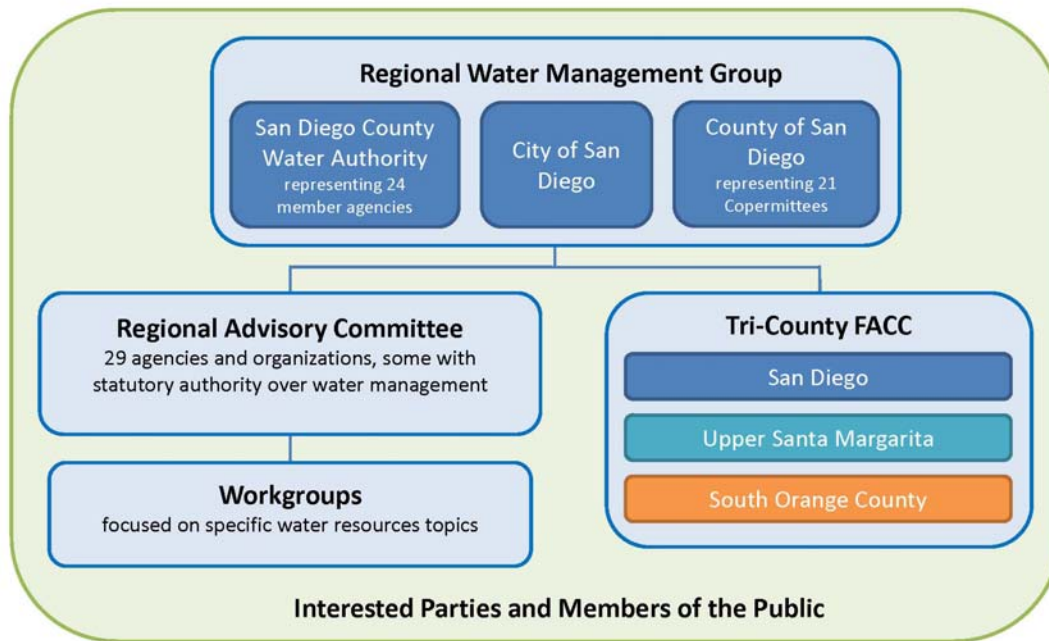 Regional Water Management Group
San Diego County
Water Authority
representing 24
member agencies
City of San
Diego
County of San
Diego
representing 21
Copermittees
Regional Advisory Committee
29 agencies and organizations, some with
statutory authority over water management
Tri-County FACC
San Diego
Upper Santa Margarita
South Orange County
Workgroups
focused on specific water resources topics
Interested Parties and Members of the Public